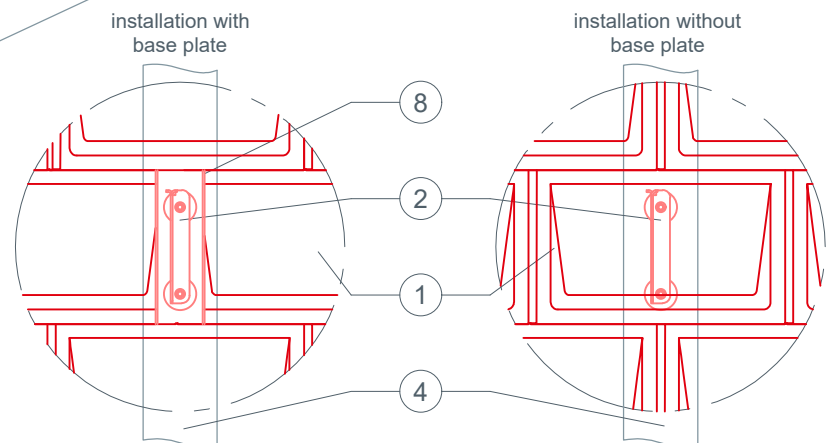 installation with
base plate
installation without
base plate
8
2
1
4